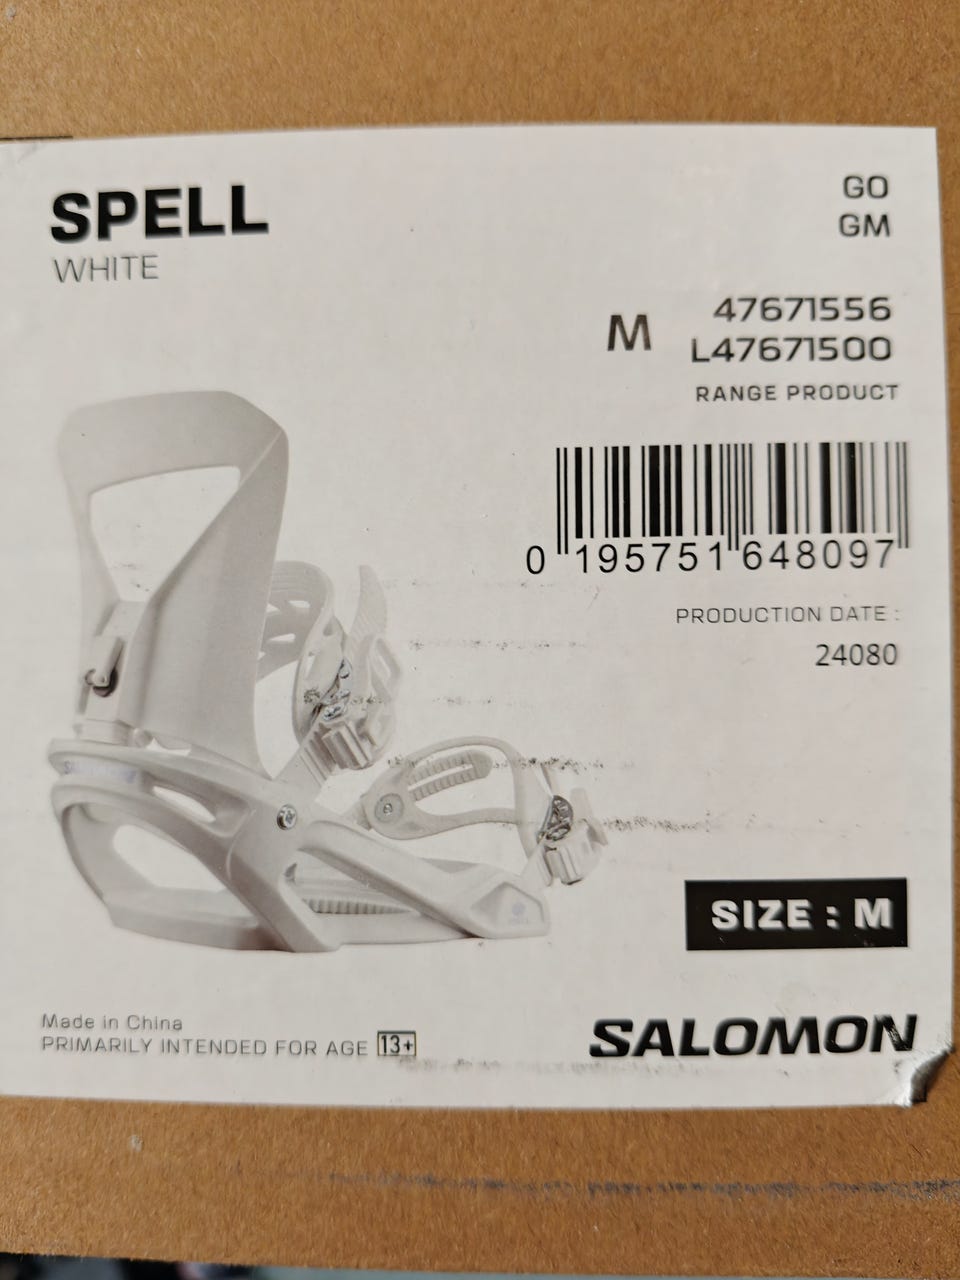 SPELL
WHITE
GO
GM
M
47671556
L47671500
RANGE PRODUCT
0 195751 648097
PRODUCTION DATE :
24080
SIZE : M
Made in China
PRIMARILY INTENDED FOR AGE 13+
SALOMON